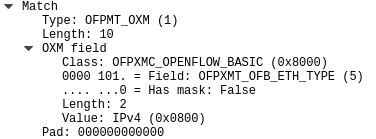 Match
Type: OFPMT_OXM (1)
Length: 10
OXM field
Class: OFPXMC_OPENFLOW_BASIC (0x8000)
0000 101. = Field: OFPXMT_OFB_ETH_TYPE (5)
.... ...0 = Has mask: False
Length: 2
Value: IPv4 (0x0800)
Pad: 000000000000